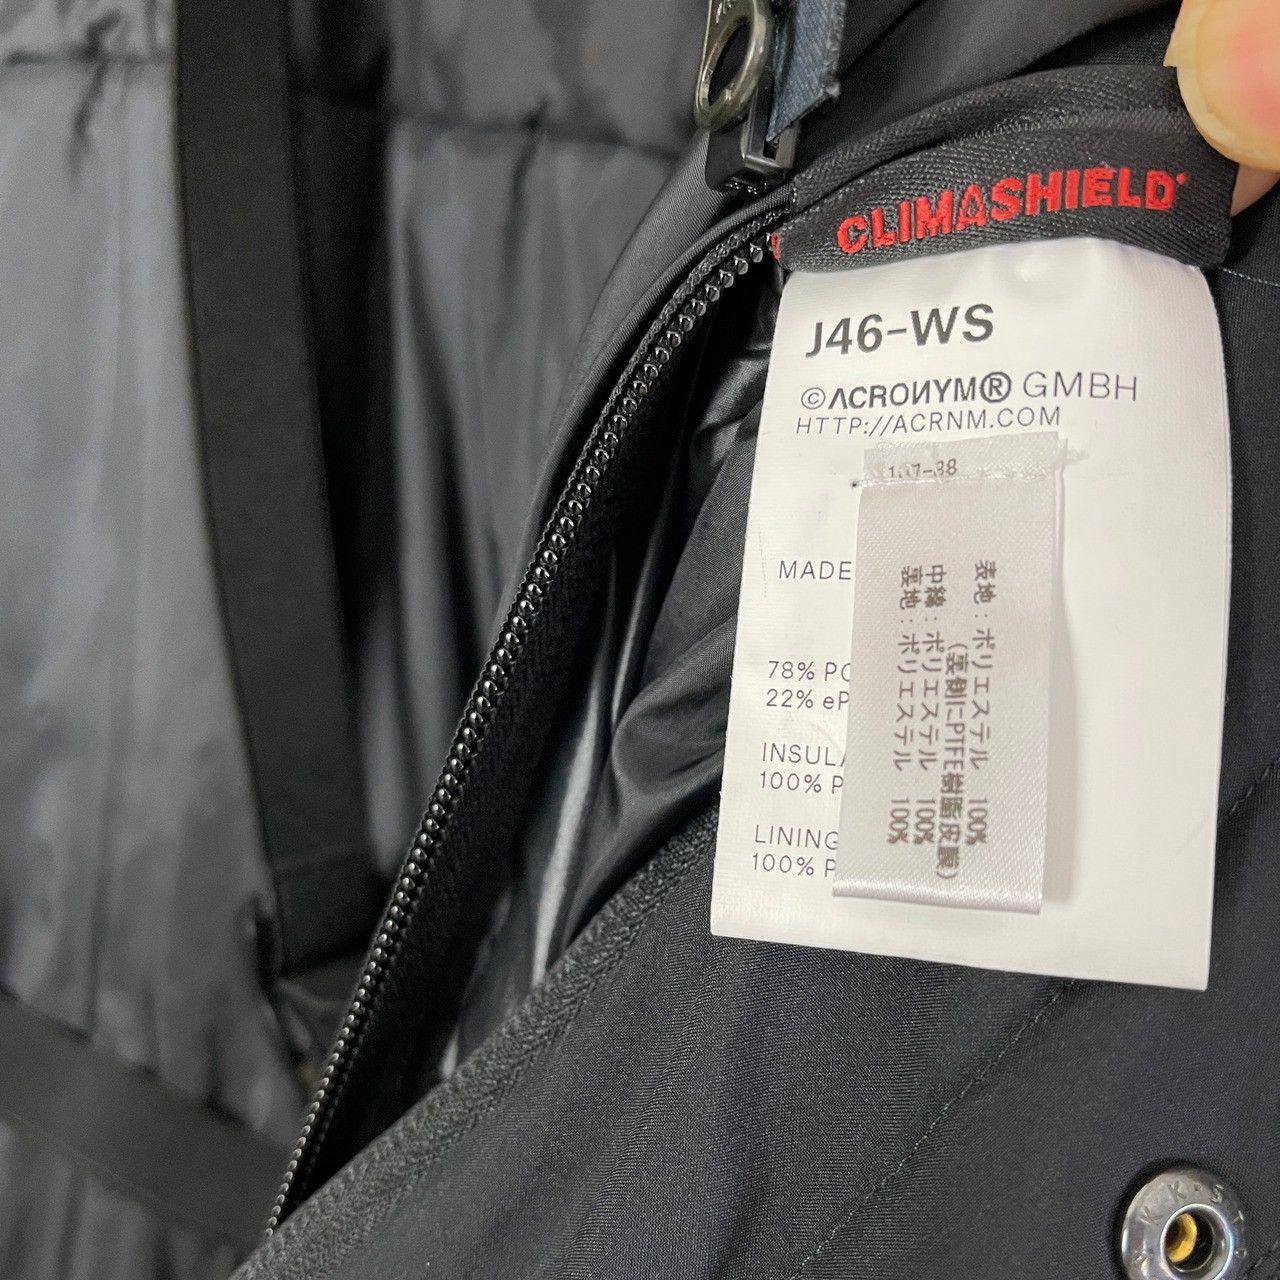 CLIMASHIELD
J46-WS
©ACRONYM® GMBH
HTTP://ACRNM.COM
107-38
MADE
78% PO
22% eP
INSULA
100% P
LINING
100% P
表地：ポリエステル 100%
(裏側にPTFE樹脂皮膜)
中綿：ポリエステル 100%
裏地：ポリエステル 100%